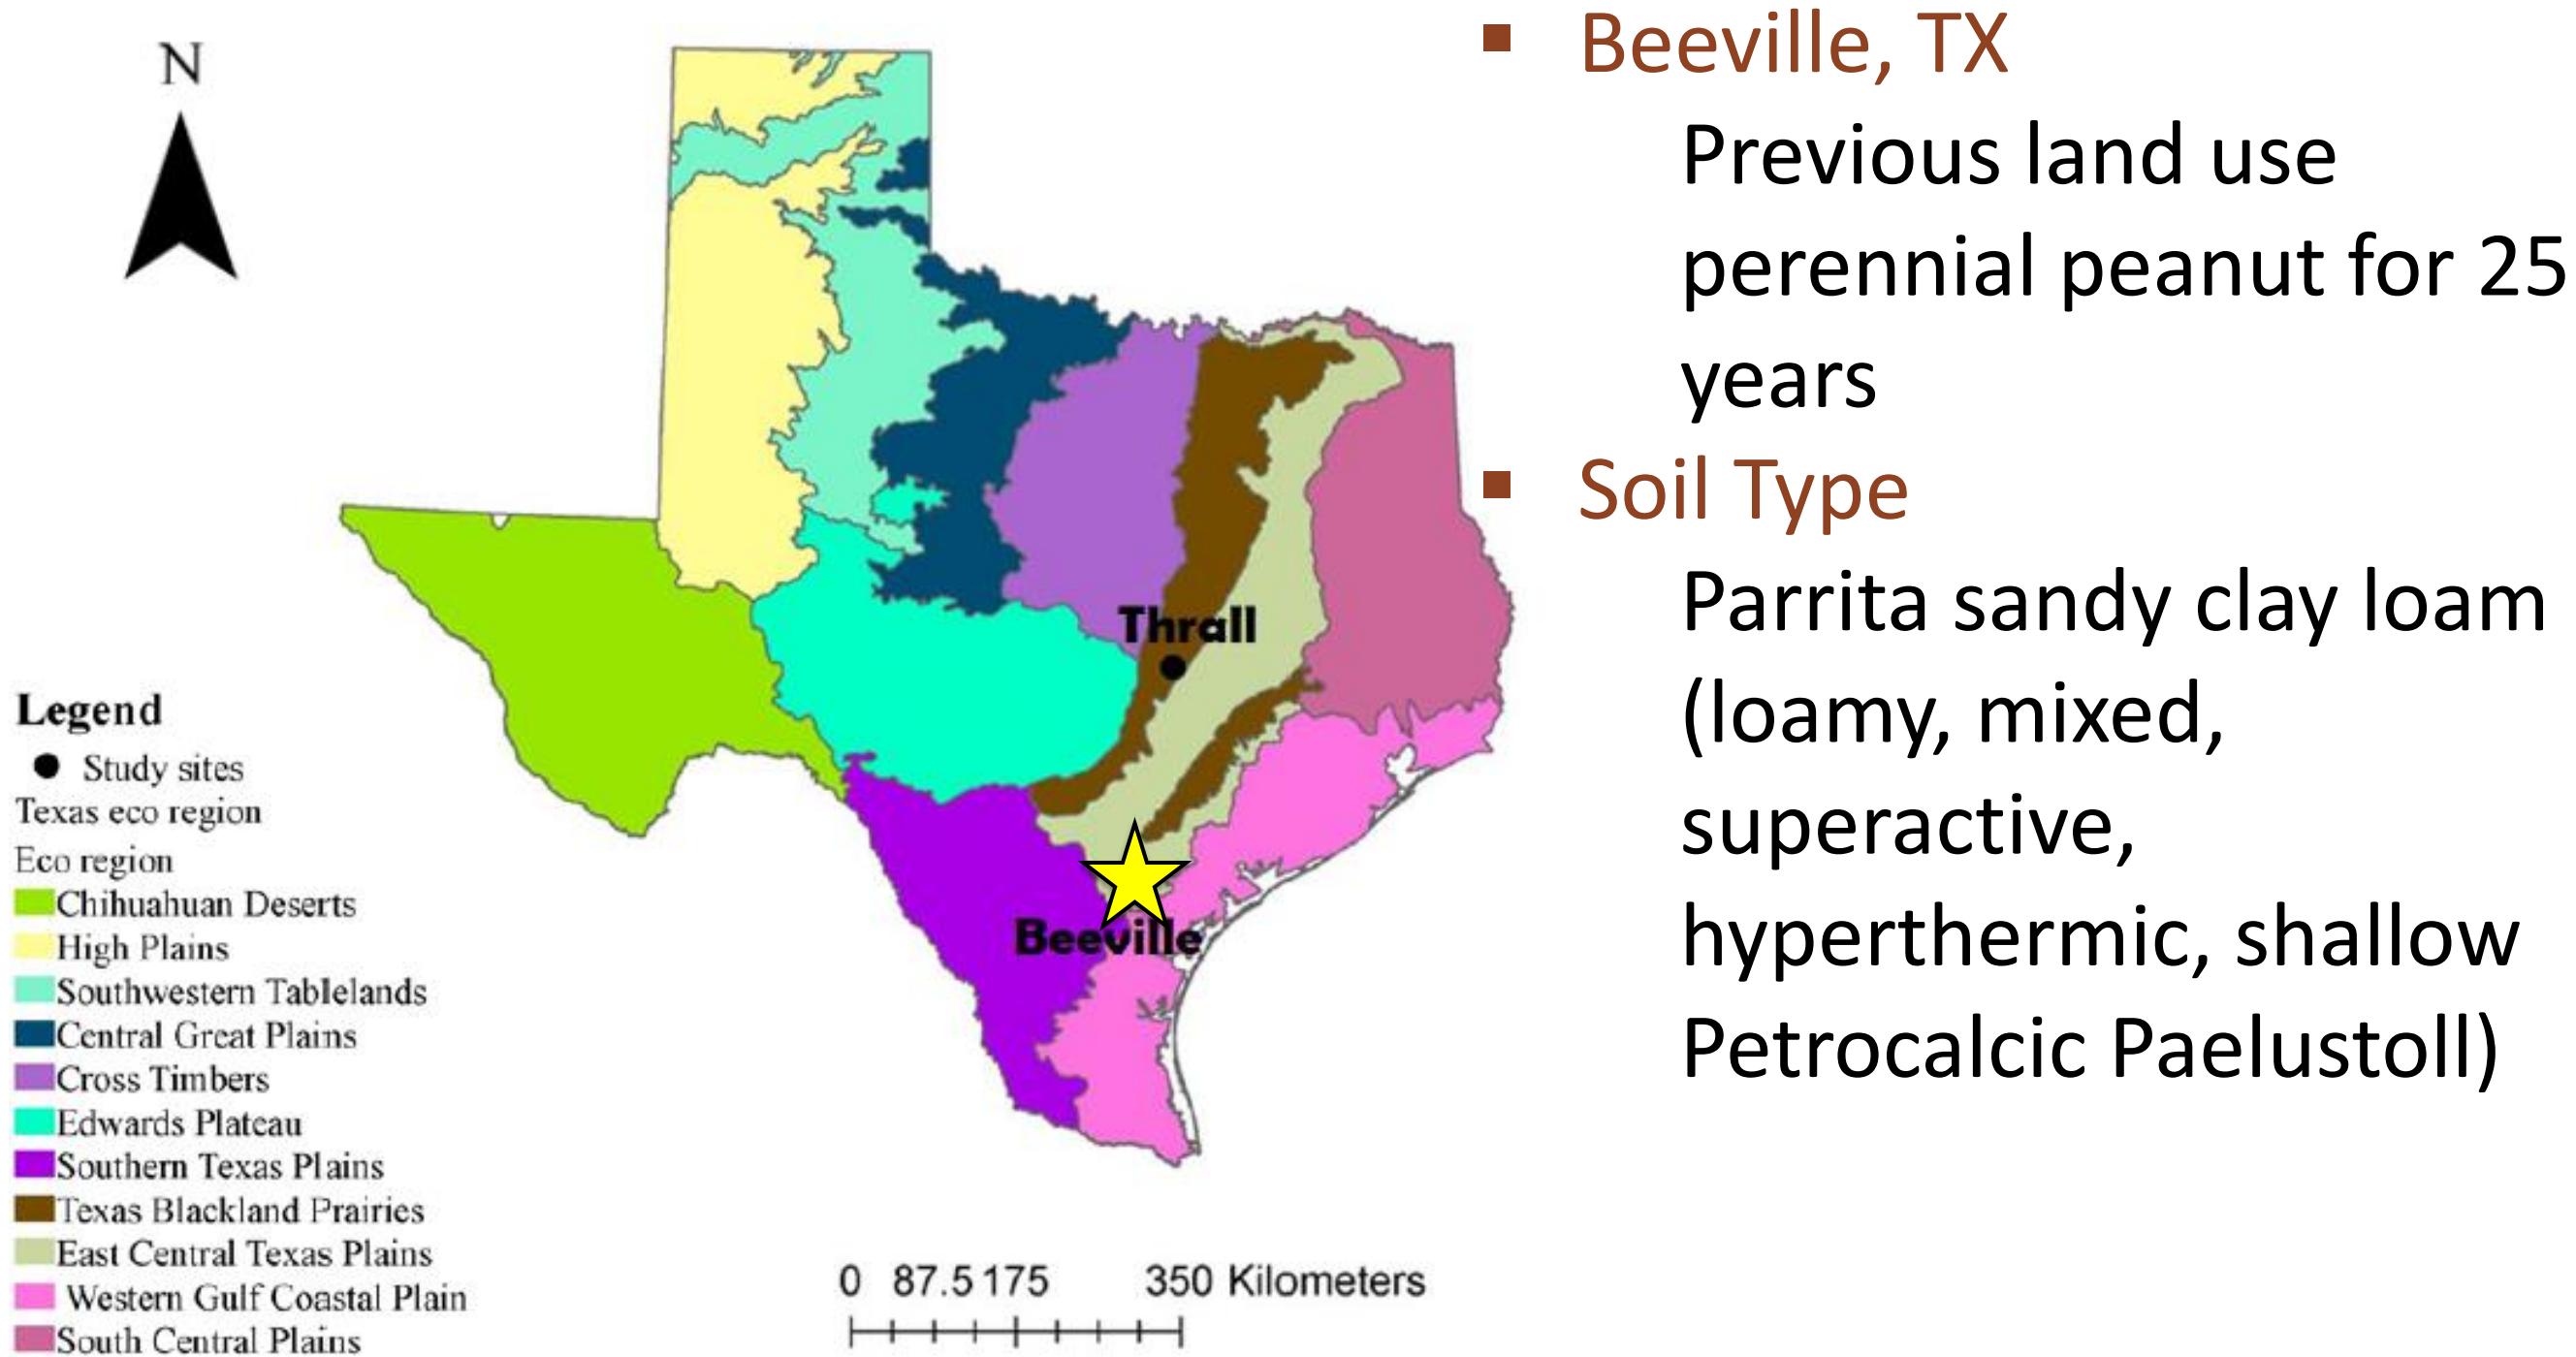 N
Thrall
Beeville
Legend
Study sites
Texas eco region
Eco region
Chihuahuan Deserts
High Plains
Southwestern Tablelands
Central Great Plains
Cross Timbers
Edwards Plateau
Southern Texas Plains
Texas Blackland Prairies
East Central Texas Plains
Western Gulf Coastal Plain
South Central Plains
0 87.5 175 350 Kilometers
▪ Beeville, TX
Previous land use
perennial peanut for 25
years
▪ Soil Type
Parrita sandy clay loam
(loamy, mixed,
superactive,
hyperthermic, shallow
Petrocalcic Paelustoll)